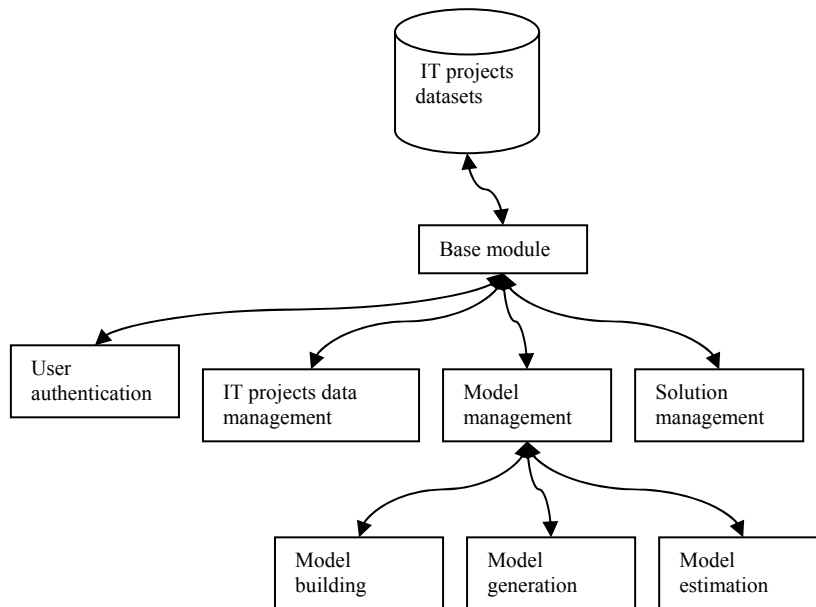 IT projects
datasets
Base module
User
authentication
IT projects data
management
Model
management
Solution
management
Model
building
Model
generation
Model
estimation